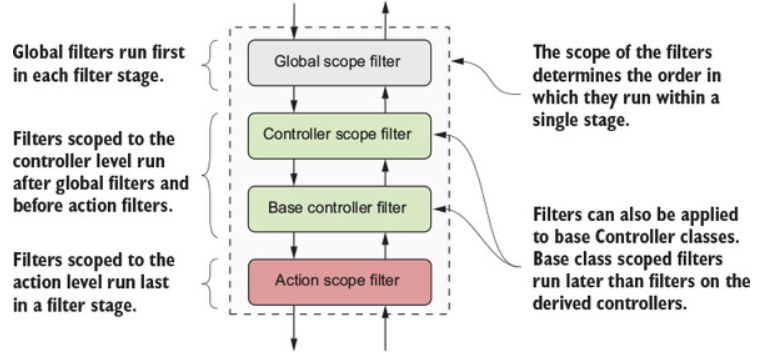 Global filters run first
in each filter stage.
Filters scoped to the
controller level run
after global filters and
before action filters.
Filters scoped to the
action level run last
in a filter stage.
Global scope filter
Controller scope filter
Base controller filter
Action scope filter
The scope of the filters
determines the order in
which they run within a
single stage.
Filters can also be applied
to base Controller classes.
Base class scoped filters
run later than filters on the
derived controllers.